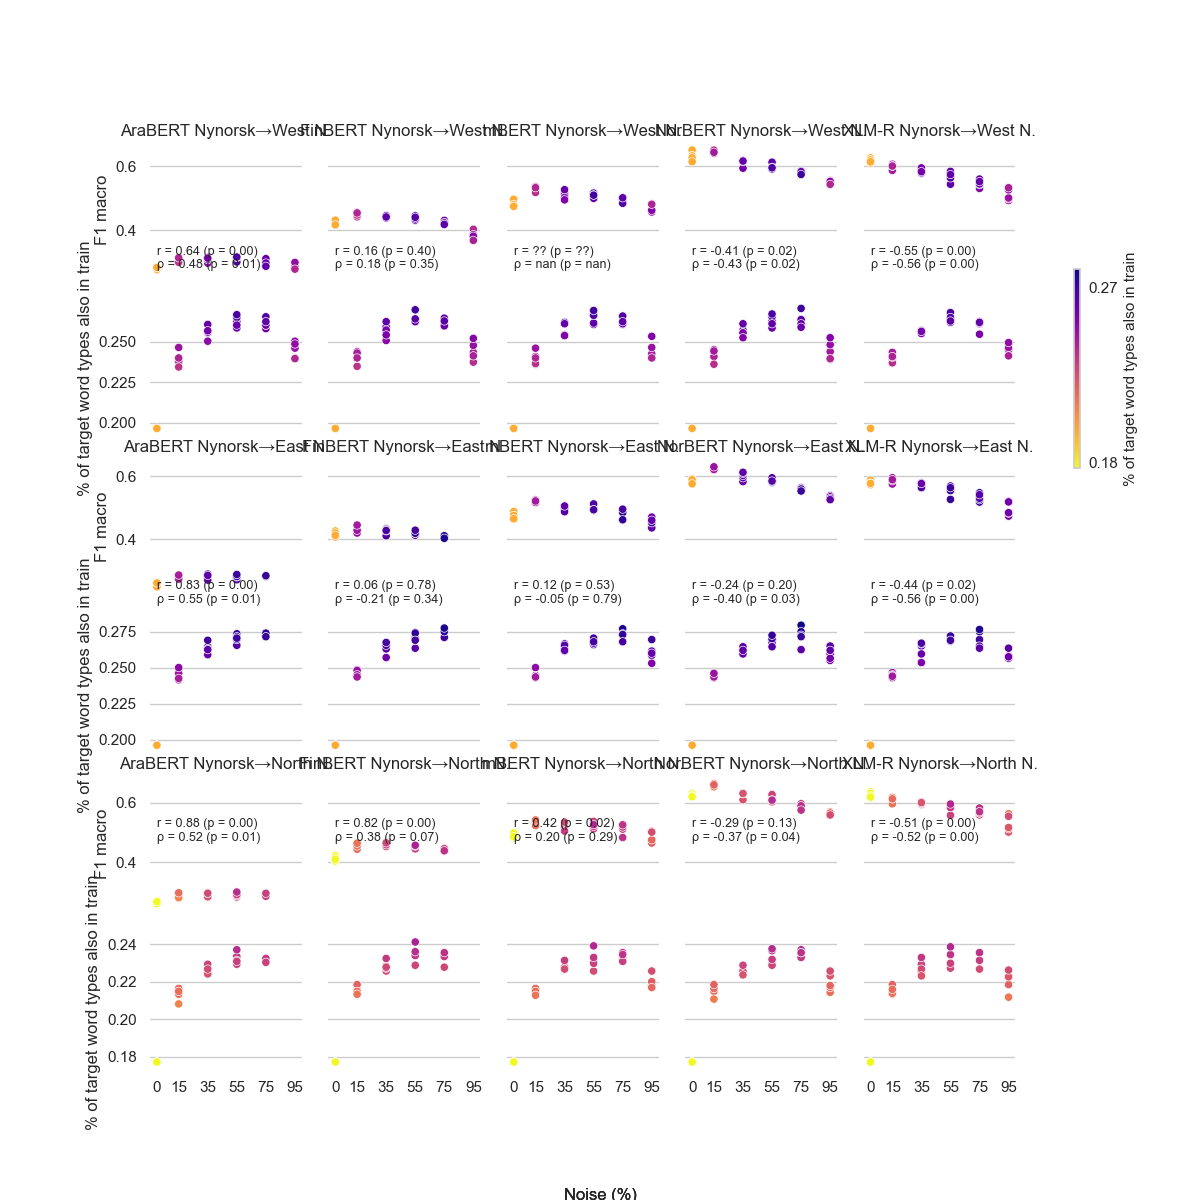 AraBERT Nynorsk→West N.
FinBERT Nynorsk→West N.
mBERT Nynorsk→West N.
NorBERT Nynorsk→West N.
XLM-R Nynorsk→West N.
F1 macro
0.6
0.4
r = 0.64 (p = 0.00)
ρ = 0.48 (p = 0.01)
r = 0.16 (p = 0.40)
ρ = 0.18 (p = 0.35)
r = ?? (p = ??)
ρ = nan (p = nan)
r = -0.41 (p = 0.02)
ρ = -0.43 (p = 0.02)
r = -0.55 (p = 0.00)
ρ = -0.56 (p = 0.00)
% of target word types also in train
0.250
0.225
0.200
0.27
0.18
% of target word types also in train
AraBERT Nynorsk→East N.
FinBERT Nynorsk→East N.
mBERT Nynorsk→East N.
NorBERT Nynorsk→East N.
XLM-R Nynorsk→East N.
F1 macro
0.6
0.4
r = 0.83 (p = 0.00)
ρ = 0.55 (p = 0.01)
r = 0.06 (p = 0.78)
ρ = -0.21 (p = 0.34)
r = 0.12 (p = 0.53)
ρ = -0.05 (p = 0.79)
r = -0.24 (p = 0.20)
ρ = -0.40 (p = 0.03)
r = -0.44 (p = 0.02)
ρ = -0.56 (p = 0.00)
% of target word types also in train
0.275
0.250
0.225
0.200
AraBERT Nynorsk→North N.
FinBERT Nynorsk→North N.
mBERT Nynorsk→North N.
NorBERT Nynorsk→North N.
XLM-R Nynorsk→North N.
F1 macro
0.6
0.4
r = 0.88 (p = 0.00)
ρ = 0.52 (p = 0.01)
r = 0.82 (p = 0.00)
ρ = 0.38 (p = 0.07)
r = 0.42 (p = 0.02)
ρ = 0.20 (p = 0.29)
r = -0.29 (p = 0.13)
ρ = -0.37 (p = 0.04)
r = -0.51 (p = 0.00)
ρ = -0.52 (p = 0.00)
% of target word types also in train
0.24
0.22
0.20
0.18
0 15 35 55 75 95
0 15 35 55 75 95
0 15 35 55 75 95
0 15 35 55 75 95
0 15 35 55 75 95
Noise (%)